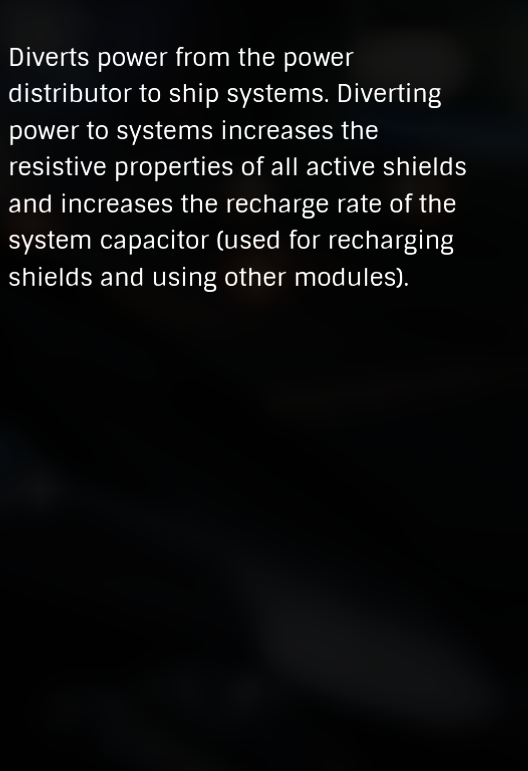 Diverts power from the power
distributor to ship systems. Diverting
power to systems increases the
resistive properties of all active shields
and increases the recharge rate of the
system capacitor (used for recharging
shields and using other modules).